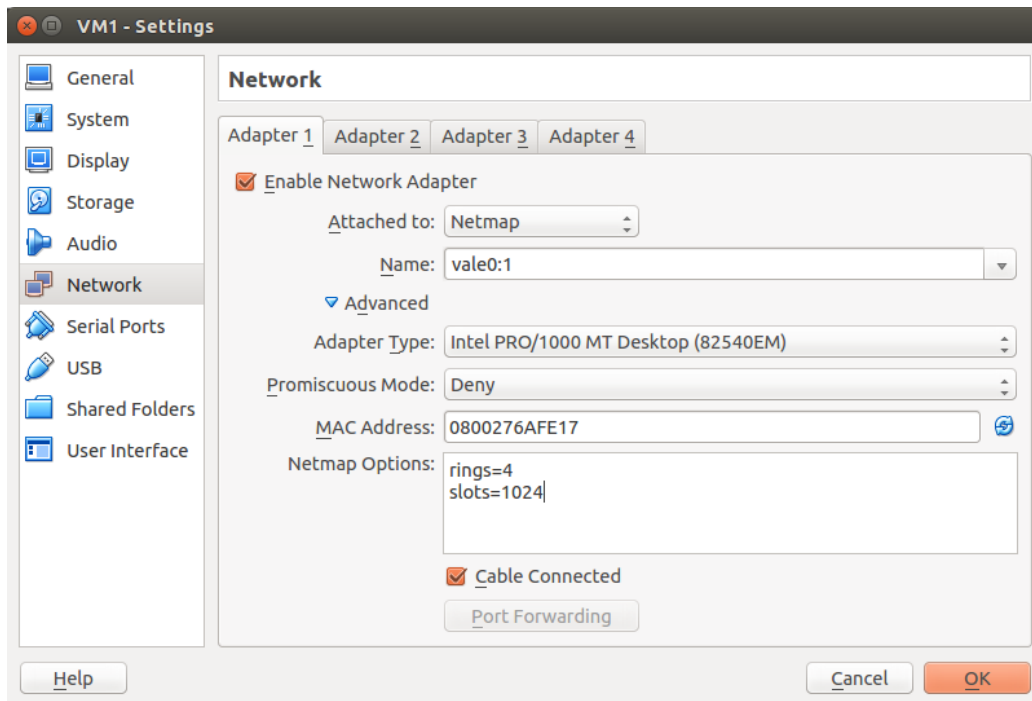 VM1 - Settings
General
System
Display
Storage
Audio
Network
Serial Ports
USB
Shared Folders
User Interface
Network
Adapter 1 Adapter 2 Adapter 3 Adapter 4
Enable Network Adapter
Attached to: Netmap
Name: vale0:1
Advanced
Adapter Type: Intel PRO/1000 MT Desktop (82540EM)
Promiscuous Mode: Deny
MAC Address: 0800276AFE17
Netmap Options: rings=4
slots=1024
Cable Connected
Port Forwarding
Help Cancel OK